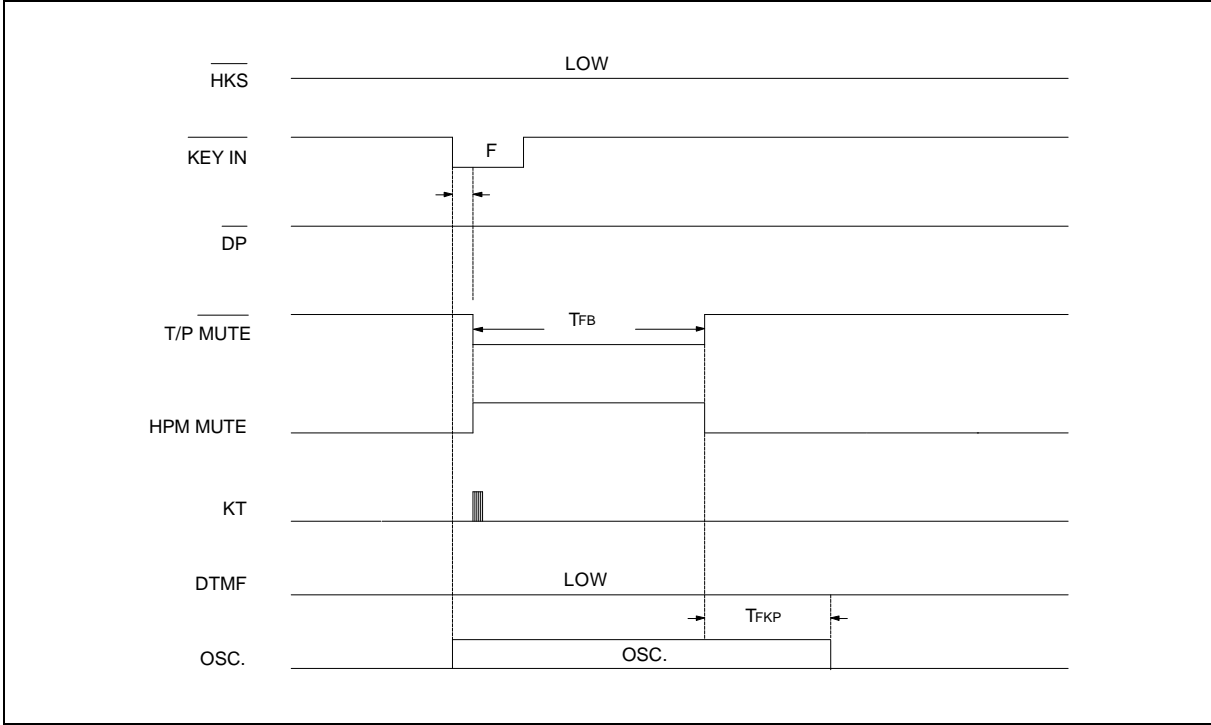 LOW
HKS
KEY IN
F
DP
TFB
T/P MUTE
HPM MUTE
KT
LOW
DTMF
TFKP
OSC.
OSC.